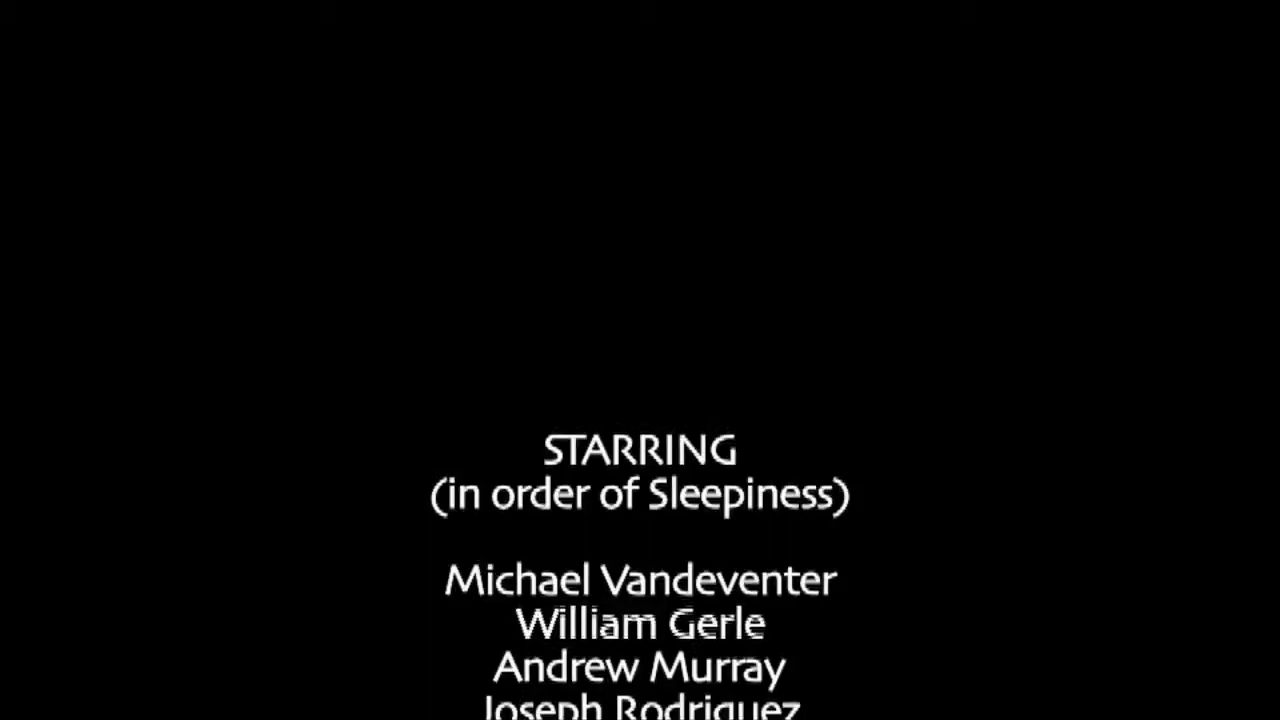 STARRING
(in order of Sleepiness)
Michael Vandeventer
William Gerle
Andrew Murray
Joseph Rodriguez